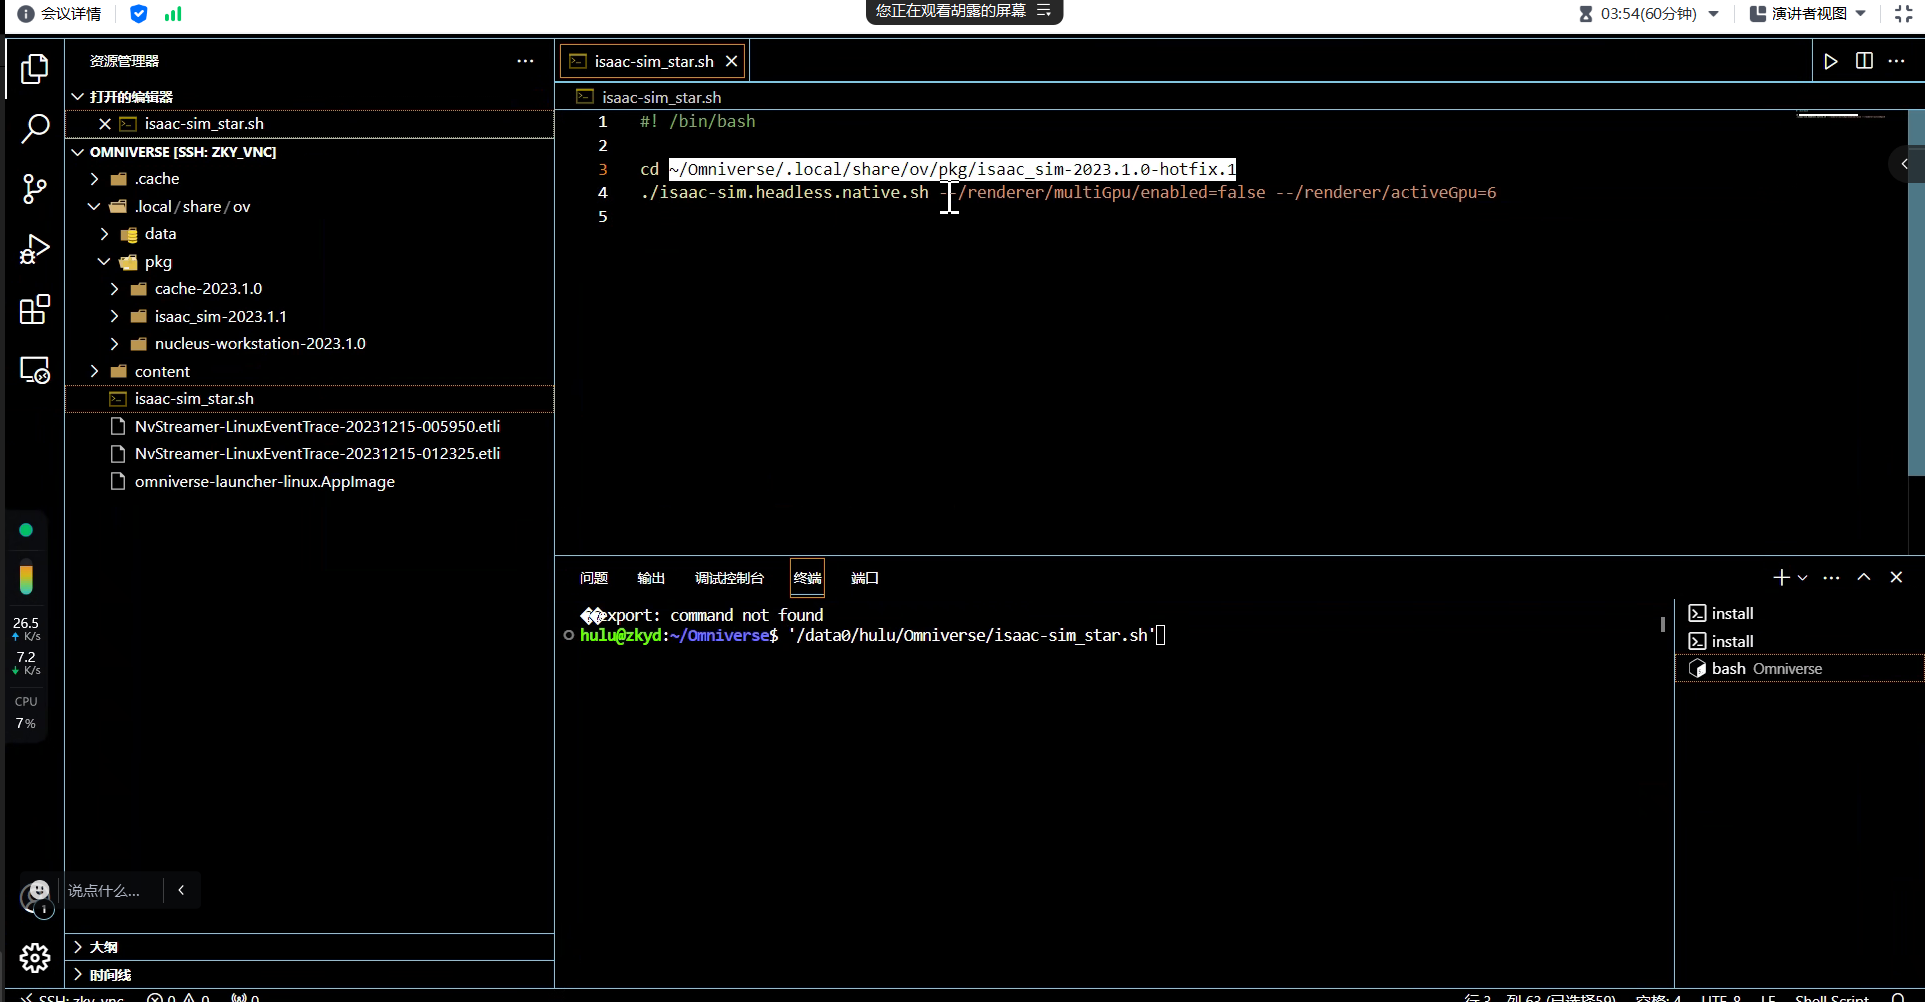 会议详情
您正在观看胡露的屏幕
03:54(60分钟)
演讲者视图
资源管理器
打开的编辑器
isaac-sim_star.sh
OMNIVERSE [SSH: ZKY_VNC]
.cache
.local/share/ov
data
pkg
cache-2023.1.0
isaac_sim-2023.1.1
nucleus-workstation-2023.1.0
content
isaac-sim_star.sh
NvStreamer-LinuxEventTrace-20231215-005950.etli
NvStreamer-LinuxEventTrace-20231215-012325.etli
omniverse-launcher-linux.AppImage
26.5
K/s
7.2
K/s
CPU
7%
说点什么...
大纲
时间线
isaac-sim_star.sh
isaac-sim_star.sh
1 #! /bin/bash
2
3 cd ~/Omniverse/.local/share/ov/pkg/isaac_sim-2023.1.0-hotfix.1
4 ./isaac-sim.headless.native.sh --/renderer/multiGpu/enabled=false --/renderer/activeGpu=6
5
问题 输出 调试控制台 终端 端口
export: command not found
hulu@zkyd:~/Omniverse$ '/data0/hulu/Omniverse/isaac-sim_star.sh'
install
install
bash Omniverse
SSH: zky_vnc 0 0 0
行 3，列 63 (已选择59) 空格: 4 UTF-8 LF Shell Script